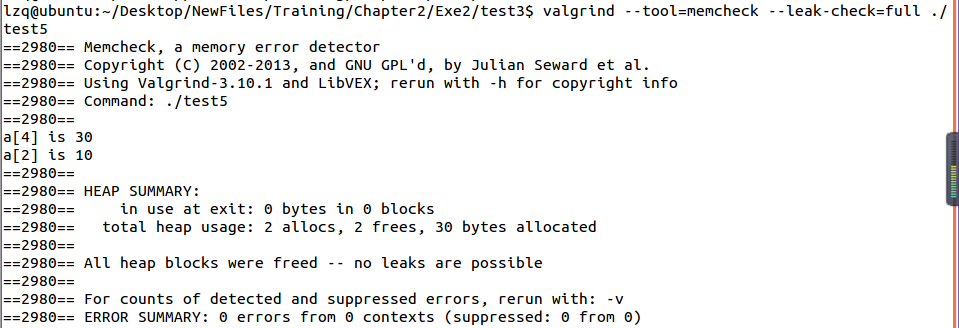 lzq@ubuntu:~/Desktop/NewFiles/Training/Chapter2/Exe2/test3$ valgrind --tool=memcheck --leak-check=full ./
test5
==2980== Memcheck, a memory error detector
==2980== Copyright (C) 2002-2013, and GNU GPL'd, by Julian Seward et al.
==2980== Using Valgrind-3.10.1 and LibVEX; rerun with -h for copyright info
==2980== Command: ./test5
==2980==
a[4] is 30
a[2] is 10
==2980==
==2980== HEAP SUMMARY:
==2980==     in use at exit: 0 bytes in 0 blocks
==2980==   total heap usage: 2 allocs, 2 frees, 30 bytes allocated
==2980==
==2980== All heap blocks were freed -- no leaks are possible
==2980==
==2980== For counts of detected and suppressed errors, rerun with: -v
==2980== ERROR SUMMARY: 0 errors from 0 contexts (suppressed: 0 from 0)